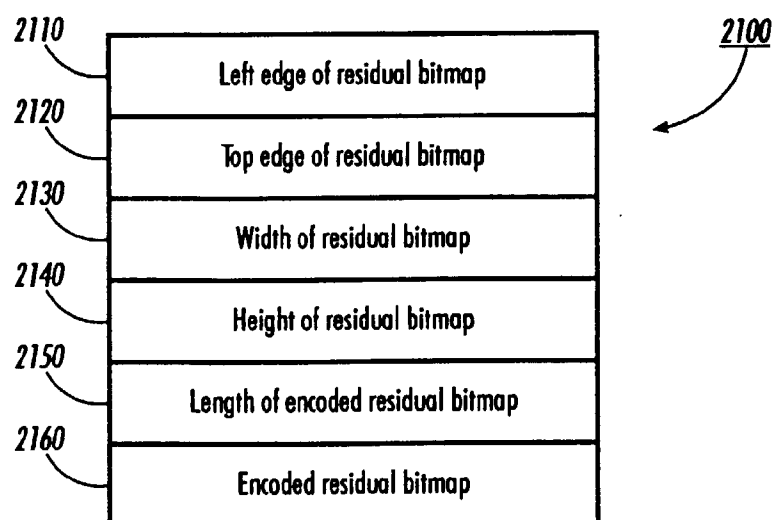 2110
2100
Left edge of residual bitmap
2120
Top edge of residual bitmap
2130
Width of residual bitmap
2140
Height of residual bitmap
2150
Length of encoded residual bitmap
2160
Encoded residual bitmap